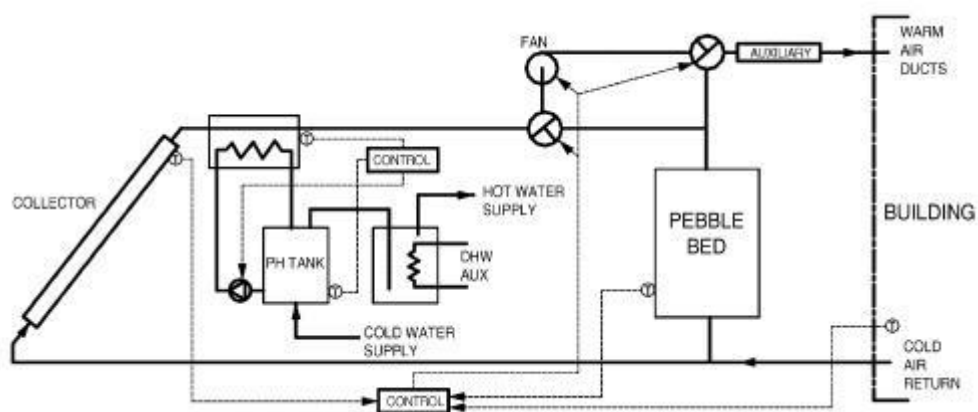 WARM
AIR
DUCTS
FAN
AUXILIARY
T
CONTROL
T
COLLECTOR
HOT WATER
SUPPLY
PEBBLE
BED
BUILDING
PH TANK
DHW
AUX
T
T
T
COLD WATER
SUPPLY
COLD
AIR
RETURN
CONTROL